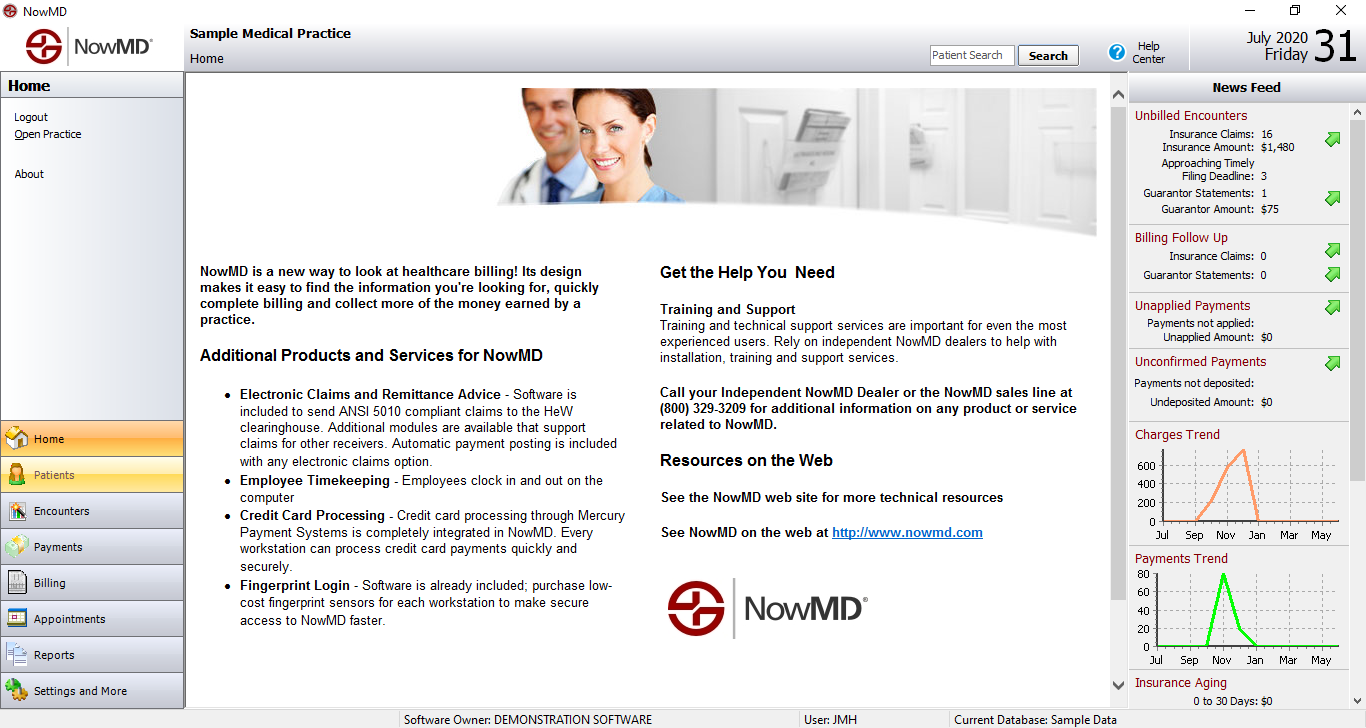 NowMD
NowMD®
Sample Medical Practice
Home
Patient Search
Search
Help
Center
July 2020
Friday
31
Home
Logout
Open Practice
About
Home
Patients
Encounters
Payments
Billing
Appointments
Reports
Settings and More
NowMD is a new way to look at healthcare billing! Its design
makes it easy to find the information you're looking for, quickly
complete billing and collect more of the money earned by a
practice.
Additional Products and Services for NowMD
• Electronic Claims and Remittance Advice - Software is
included to send ANSI 5010 compliant claims to the HeW
clearinghouse. Additional modules are available that support
claims for other receivers. Automatic payment posting is included
with any electronic claims option.
• Employee Timekeeping - Employees clock in and out on the
computer
• Credit Card Processing - Credit card processing through Mercury
Payment Systems is completely integrated in NowMD. Every
workstation can process credit card payments quickly and
securely.
• Fingerprint Login - Software is already included; purchase low-
cost fingerprint sensors for each workstation to make secure
access to NowMD faster.
Get the Help You Need
Training and Support
Training and technical support services are important for even the most
experienced users. Rely on independent NowMD dealers to help with
installation, training and support services.
Call your Independent NowMD Dealer or the NowMD sales line at
(800) 329-3209 for additional information on any product or service
related to NowMD.
Resources on the Web
See the NowMD web site for more technical resources
See NowMD on the web at http://www.nowmd.com
NowMD®
News Feed
Unbilled Encounters
Insurance Claims: 16
Insurance Amount: $1,480
Approaching Timely
Filing Deadline: 3
Guarantor Statements: 1
Guarantor Amount: $75
Billing Follow Up
Insurance Claims: 0
Guarantor Statements: 0
Unapplied Payments
Payments not applied:
Unapplied Amount: $0
Unconfirmed Payments
Payments not deposited:
Undeposited Amount: $0
Charges Trend
600
400
200
0
Jul Sep Nov Jan Mar May
Payments Trend
80
60
40
20
0
Jul Sep Nov Jan Mar May
Insurance Aging
0 to 30 Days: $0
Software Owner: DEMONSTRATION SOFTWARE
User: JMH
Current Database: Sample Data